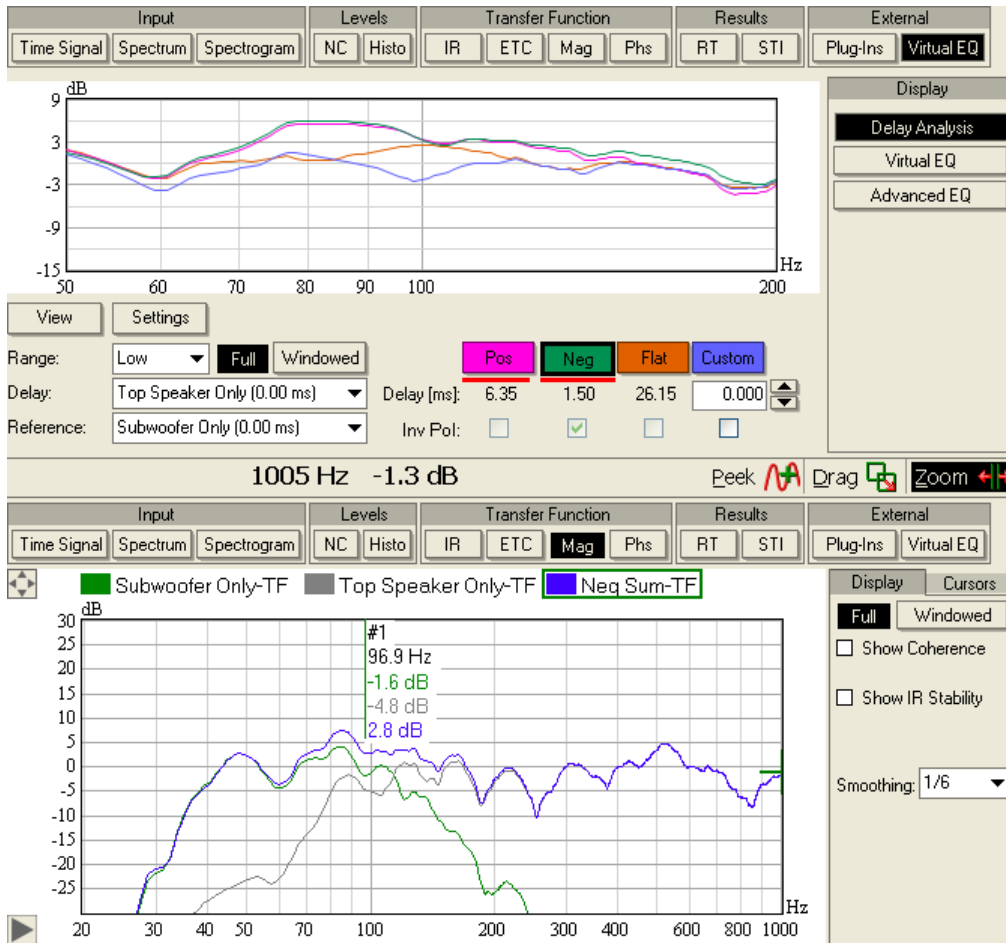 Input Levels Transfer Function Results External
Time Signal Spectrum Spectrogram NC Histo IR ETC Mag Phs RT STI Plug-Ins Virtual EQ
dB
9
3
-3
-9
-15
Hz
50 60 70 80 90 100 200
Display
Delay Analysis
Virtual EQ
Advanced EQ
View Settings
Range: Low Full Windowed Pos Neg Flat Custom
Delay: Top Speaker Only (0.00 ms) Delay [ms]: 6.35 1.50 26.15 0.000
Reference: Subwoofer Only (0.00 ms) Inv Pol:
1005 Hz -1.3 dB Peek Drag Zoom
Input Levels Transfer Function Results External
Time Signal Spectrum Spectrogram NC Histo IR ETC Mag Phs RT STI Plug-Ins Virtual EQ
Subwoofer Only-TF Top Speaker Only-TF Neg Sum-TF
dB
30
25
20
15
10
5
0
-5
-10
-15
-20
-25
#1
96.9 Hz
-1.6 dB
-4.8 dB
2.8 dB
Hz
20 30 40 50 70 100 200 300 400 600 800 1000
Display Cursors
Full Windowed
Show Coherence
Show IR Stability
Smoothing: 1/6